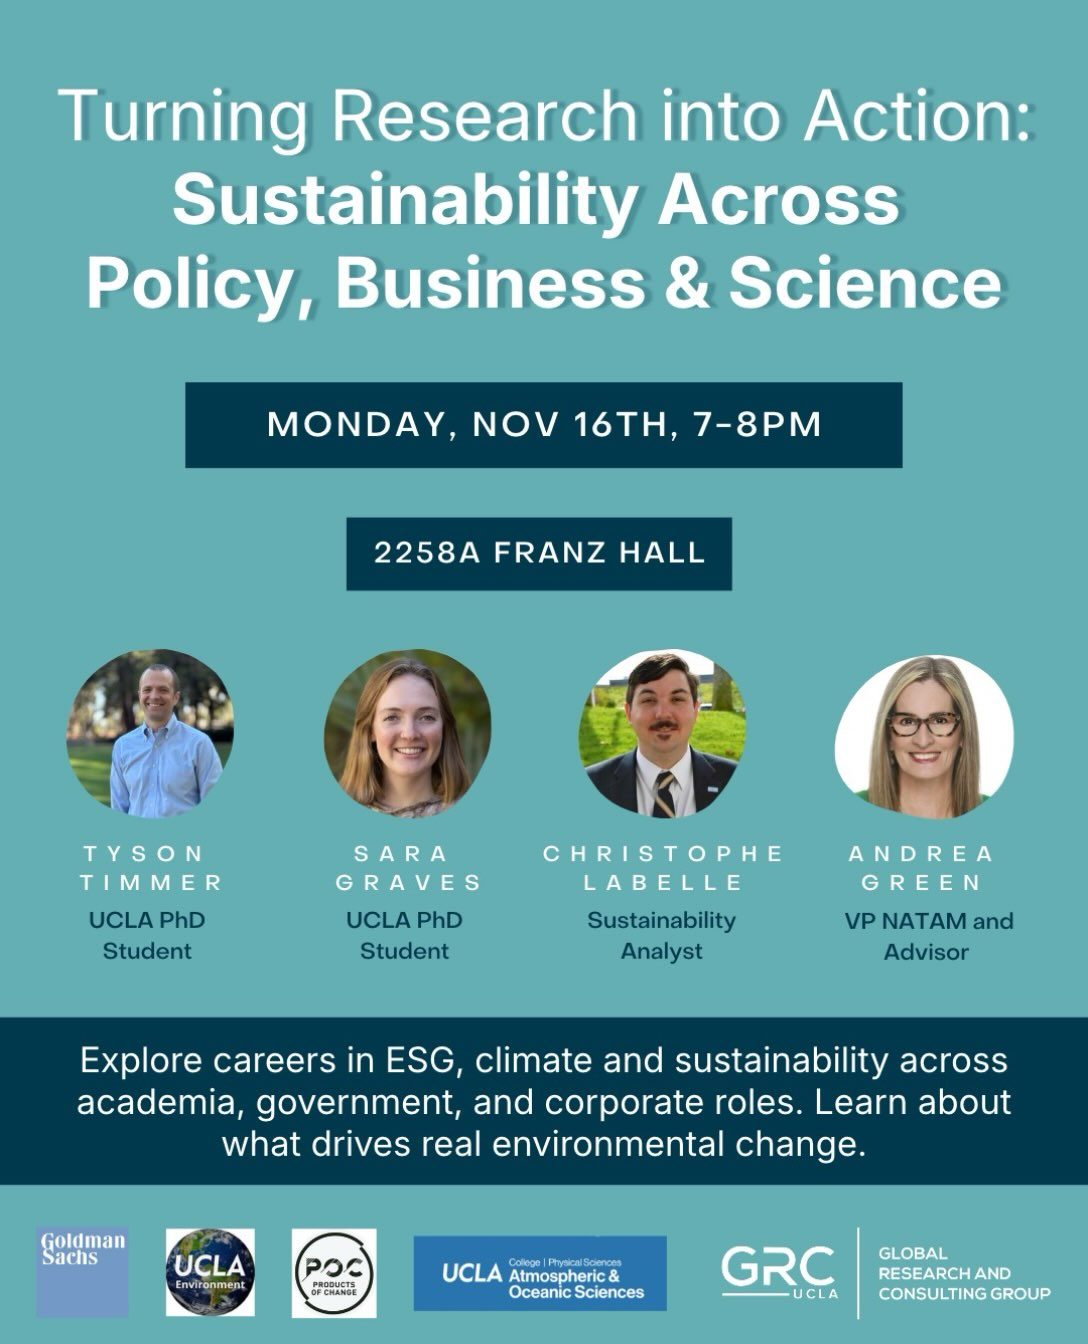 Turning Research into Action:
Sustainability Across
Policy, Business & Science
MONDAY, NOV 16TH, 7-8PM
2258A FRANZ HALL
TYSON
TIMMER
UCLA PhD
Student
SARA
GRAVES
UCLA PhD
Student
CHRISTOPHE
LABELLE
Sustainability
Analyst
ANDREA
GREEN
VP NATAM and
Advisor
Explore careers in ESG, climate and sustainability across
academia, government, and corporate roles. Learn about
what drives real environmental change.
Goldman
Sachs
UCLA
Environment
POC
PRODUCTS
OF CHANGE
UCLA
College | Physical Sciences
Atmospheric &
Oceanic Sciences
GRC
UCLA
GLOBAL
RESEARCH AND
CONSULTING GROUP